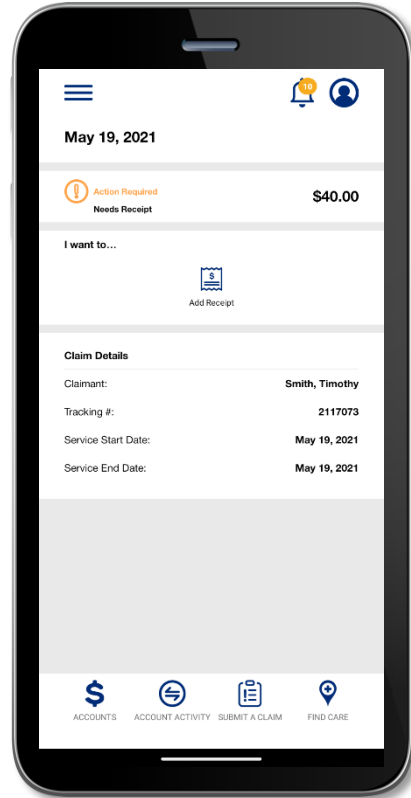 10
May 19, 2021
Action Required
Needs Receipt
$40.00
I want to...
$
Add Receipt
Claim Details
Claimant: Smith, Timothy
Tracking #: 2117073
Service Start Date: May 19, 2021
Service End Date: May 19, 2021
$
ACCOUNTS ACCOUNT ACTIVITY SUBMIT A CLAIM FIND CARE